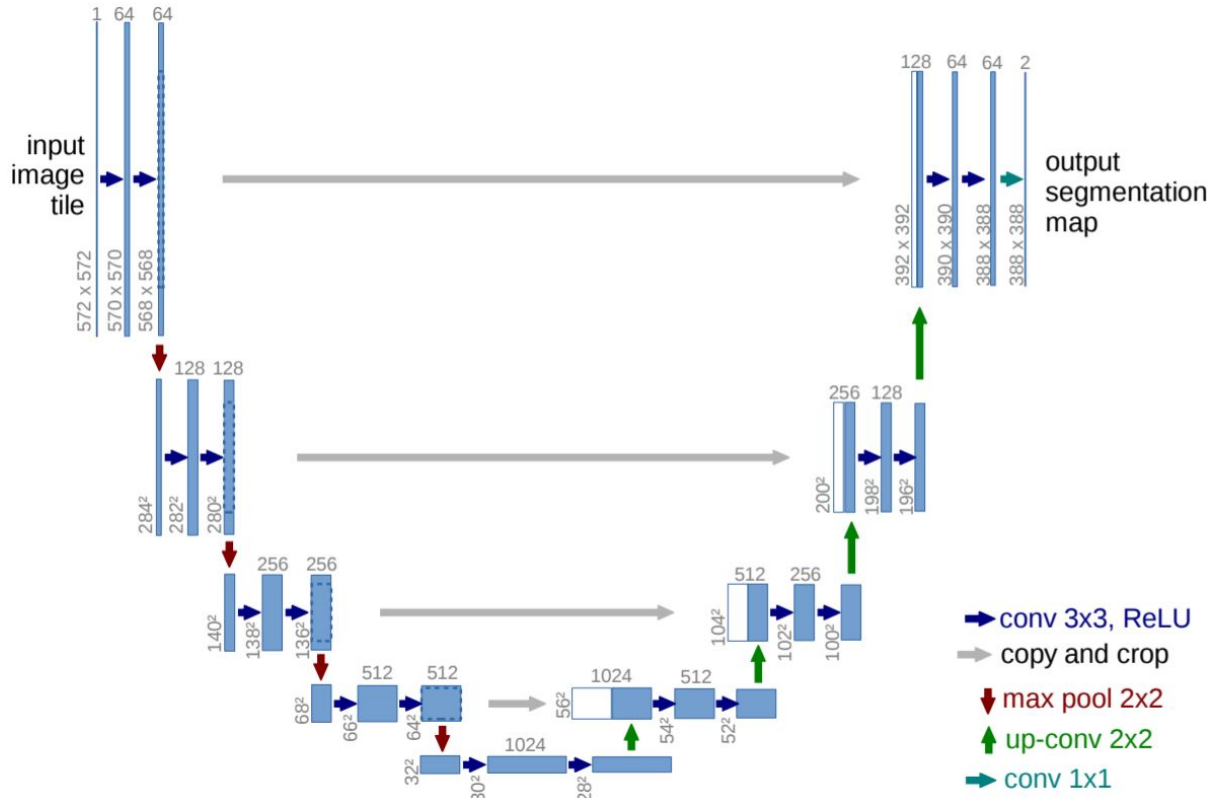 1 64 64
input
image
tile
572 x 572
570 x 570
568 x 568
128 64 64 2
output
segmentation
map
392 x 392
390 x 390
388 x 388
388 x 388
128 128
284²
282²
280²
256 128
200²
198²
196²
256 256
140²
138²
136²
512 256
104²
102²
100²
512 512
68²
66²
64²
1024 512
56²
54²
52²
1024
32²
30²
28²
conv 3x3, ReLU
copy and crop
max pool 2x2
up-conv 2x2
conv 1x1